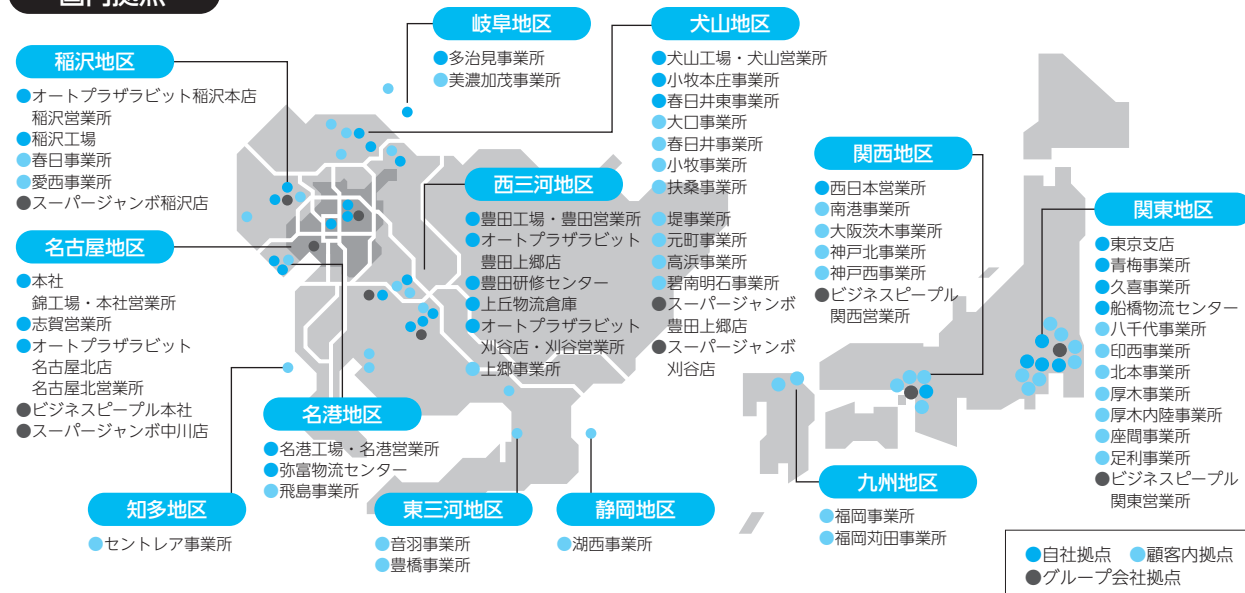 国内拠点
稲沢地区
●オートプラザラビット稲沢本店
稲沢営業所
●稲沢工場
●春日事業所
●愛西事業所
●スーパージャンボ稲沢店
名古屋地区
●本社
錦工場・本社営業所
●志賀営業所
●オートプラザラビット
名古屋北店
名古屋北営業所
●ビジネスピープル本社
●スーパージャンボ中川店
知多地区
●セントレア事業所
岐阜地区
●多治見事業所
●美濃加茂事業所
犬山地区
●犬山工場・犬山営業所
●小牧本庄事業所
●春日井東事業所
●大口事業所
●春日井事業所
●小牧事業所
●扶桑事業所
西三河地区
●豊田工場・豊田営業所
●オートプラザラビット
豊田上郷店
●豊田研修センター
●上丘物流倉庫
●オートプラザラビット
刈谷店・刈谷営業所
●上郷事業所
●堤事業所
●元町事業所
●高浜事業所
●碧南明石事業所
●スーパージャンボ
豊田上郷店
●スーパージャンボ
刈谷店
名港地区
●名港工場・名港営業所
●弥富物流センター
●飛島事業所
東三河地区
●音羽事業所
●豊橋事業所
静岡地区
●湖西事業所
関西地区
●西日本営業所
●南港事業所
●大阪茨木事業所
●神戸北事業所
●神戸西事業所
●ビジネスピープル
関西営業所
九州地区
●福岡事業所
●福岡苅田事業所
関東地区
●東京支店
●青梅事業所
●久喜事業所
●船橋物流センター
●八千代事業所
●印西事業所
●北本事業所
●厚木事業所
●厚木内陸事業所
●座間事業所
●足利事業所
●ビジネスピープル
関東営業所
●自社拠点 ●顧客内拠点
●グループ会社拠点